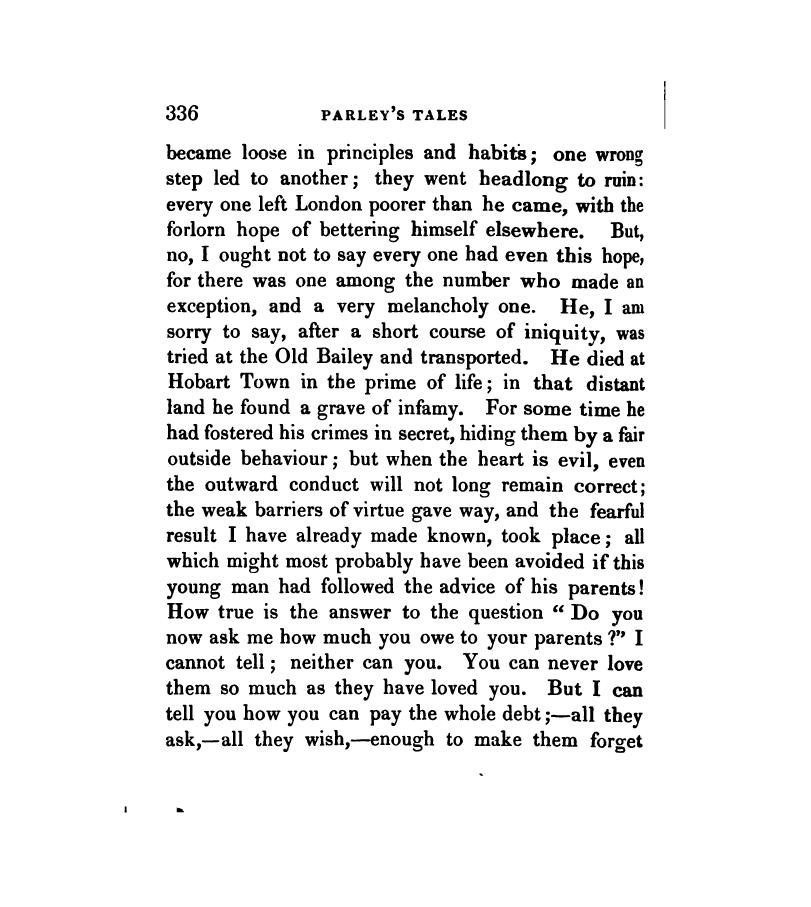 336 PARLEY'S TALES
became loose in principles and habits; one wrong
step led to another; they went headlong to ruin:
every one left London poorer than he came, with the
forlorn hope of bettering himself elsewhere. But,
no, I ought not to say every one had even this hope,
for there was one among the number who made an
exception, and a very melancholy one. He, I am
sorry to say, after a short course of iniquity, was
tried at the Old Bailey and transported. He died at
Hobart Town in the prime of life; in that distant
land he found a grave of infamy. For some time he
had fostered his crimes in secret, hiding them by a fair
outside behaviour; but when the heart is evil, even
the outward conduct will not long remain correct;
the weak barriers of virtue gave way, and the fearful
result I have already made known, took place; all
which might most probably have been avoided if this
young man had followed the advice of his parents!
How true is the answer to the question “ Do you
now ask me how much you owe to your parents ?” I
cannot tell; neither can you. You can never love
them so much as they have loved you. But I can
tell you how you can pay the whole debt;—all they
ask,—all they wish,—enough to make them forget